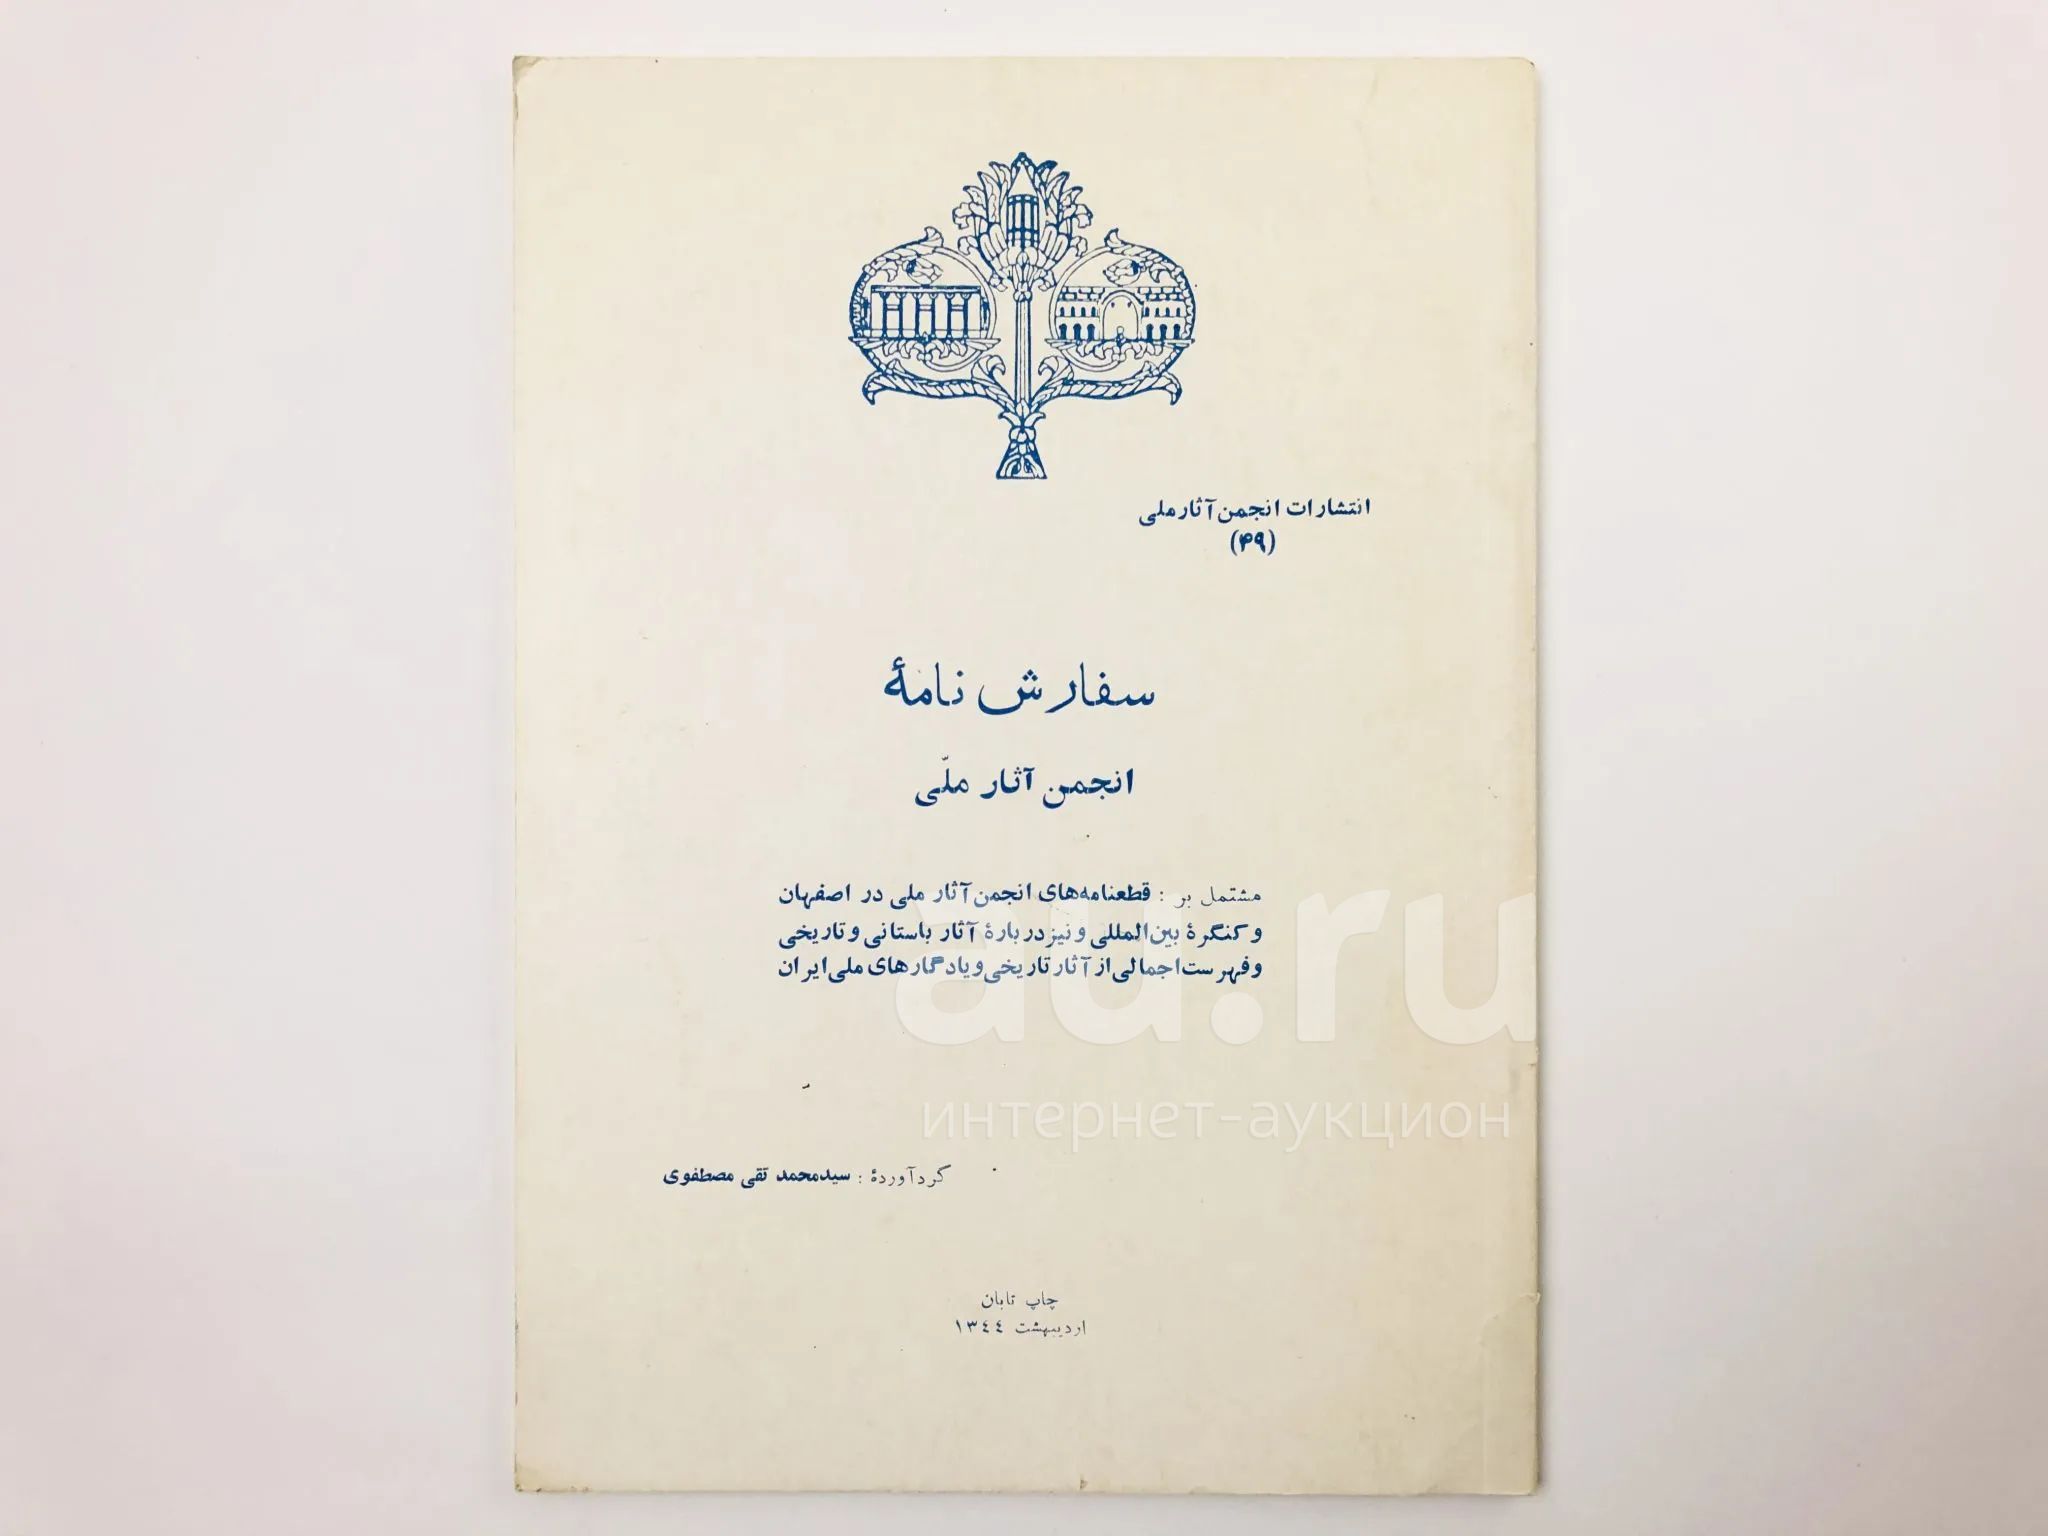 انتشارات انجمن آثار ملی
(۴۹)
سفارش نامهٔ
انجمن آثار ملّی
مشتمل بر : قطعنامه‌های انجمن آثار ملی در اصفهان
و کنگرهٔ بین‌المللی و نیز دربارهٔ آثار باستانی و تاریخی
و فهرست اجمالی از آثار تاریخی و یادگارهای ملی ایران
au.ru
интернет-аукцион
گردآوردهٔ : سیدمحمد تقی مصطفوی
چاپ تابان
اردیبهشت ۱۳۴۴